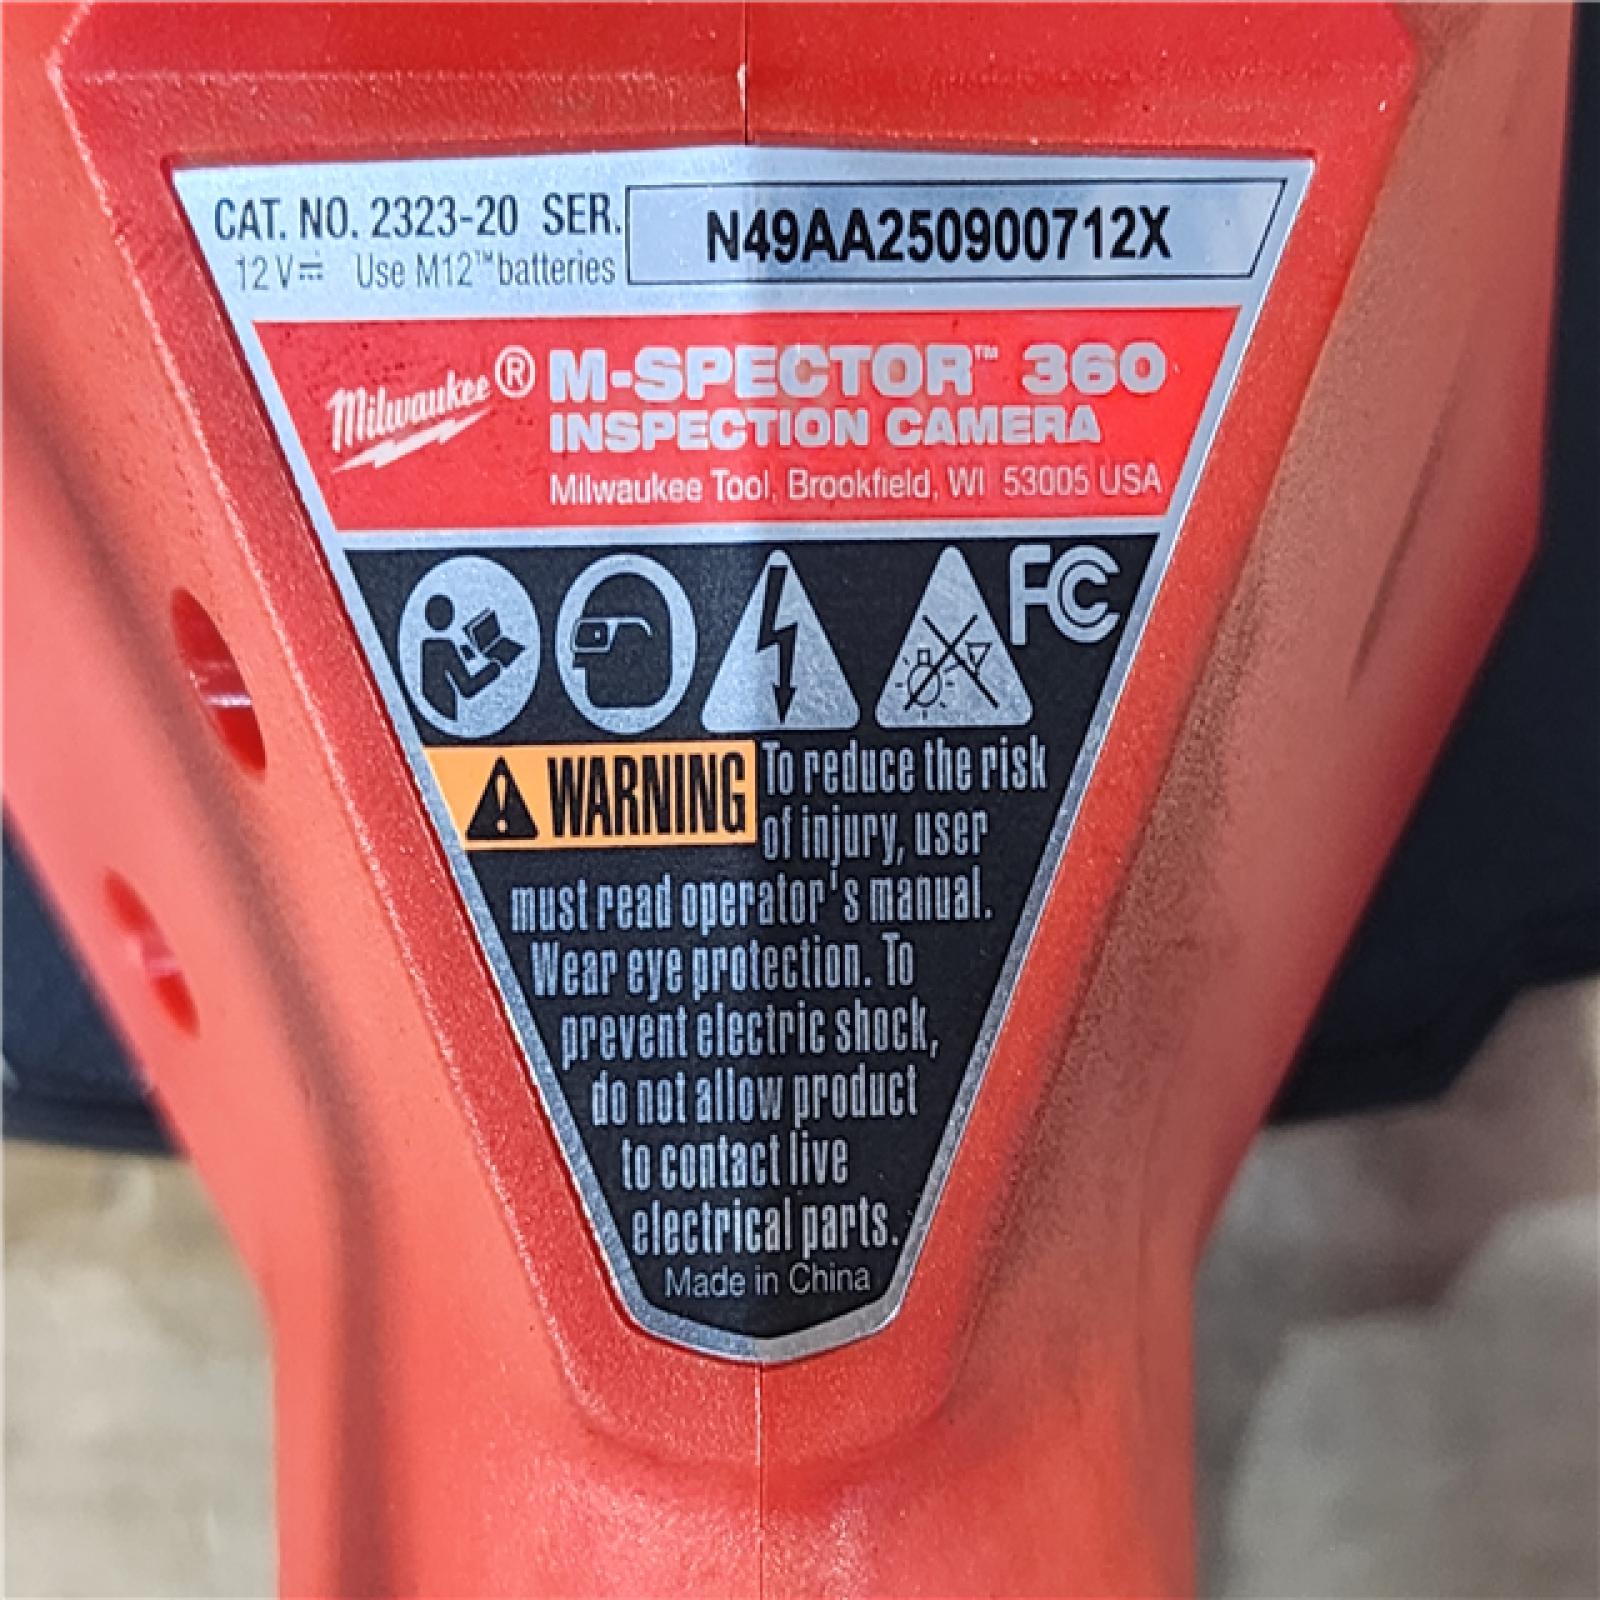 CAT. NO. 2323-20 SER. N49AA250900712X
12 V⎓ Use M12™ batteries
Milwaukee® M-SPECTOR™ 360
INSPECTION CAMERA
Milwaukee Tool, Brookfield, WI 53005 USA
FC
WARNING To reduce the risk
of injury, user
must read operator's manual.
Wear eye protection. To
prevent electric shock,
do not allow product
to contact live
electrical parts.
Made in China